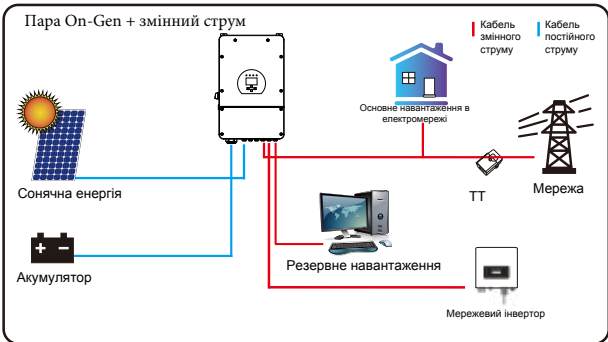 Пара On-Gen + змінний струм
Кабель
змінного
струму
Кабель
постійного
струму
Основне навантаження в
електромережі
Сонячна енергія
ТТ
Мережа
Акумулятор
Резервне навантаження
Мережевий інвертор